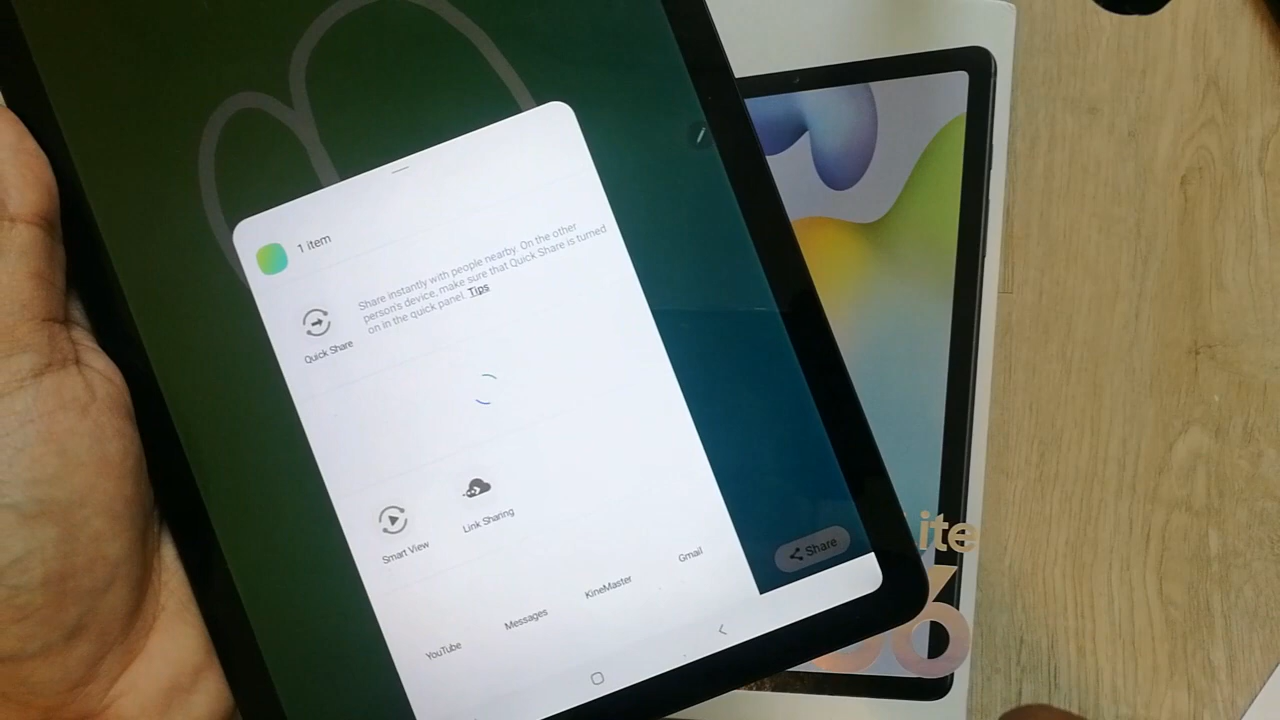 1 item
Share instantly with people nearby. On the other
person's device, make sure that Quick Share is turned
on in the quick panel. Tips
Quick Share
Smart View
Link Sharing
YouTube
Messages
KineMaster
Gmail
Share
ite
6